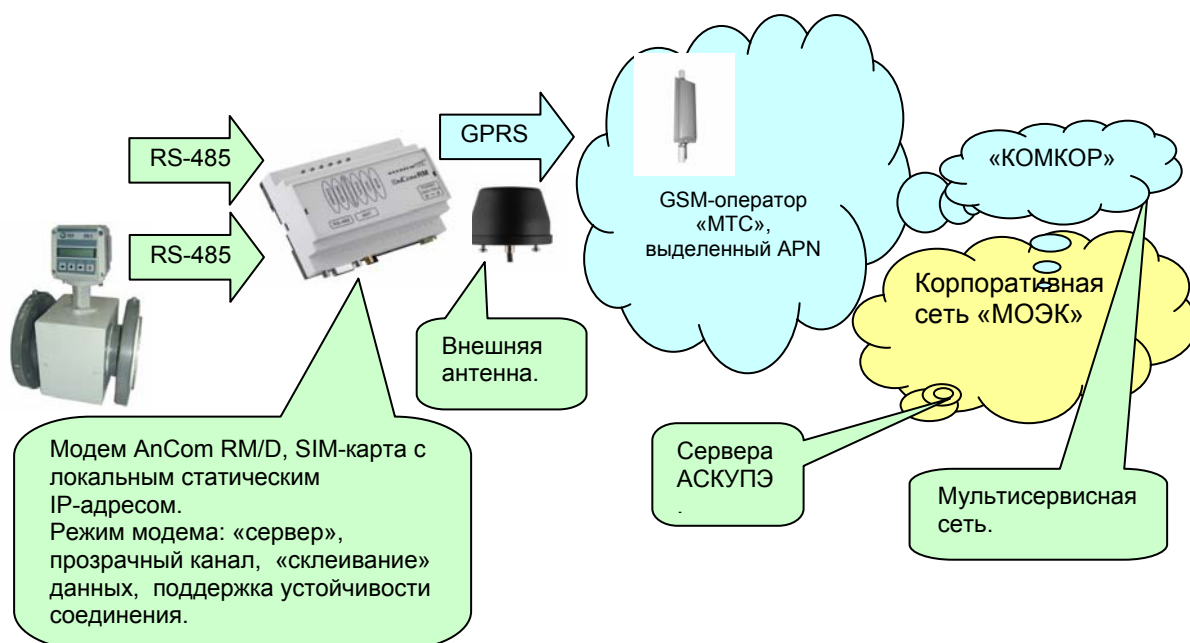 RS-485
RS-485
GPRS
GSM-оператор
«МТС»,
выделенный APN
«КОМКОР»
Корпоративная
сеть «МОЭК»
Внешняя
антенна.
Модем AnCom RM/D, SIM-карта с
локальным статическим
IP-адресом.
Режим модема: «сервер»,
прозрачный канал, «склеивание»
данных, поддержка устойчивости
соединения.
Сервера
АСКУПЭ
.
Мультисервисная
сеть.